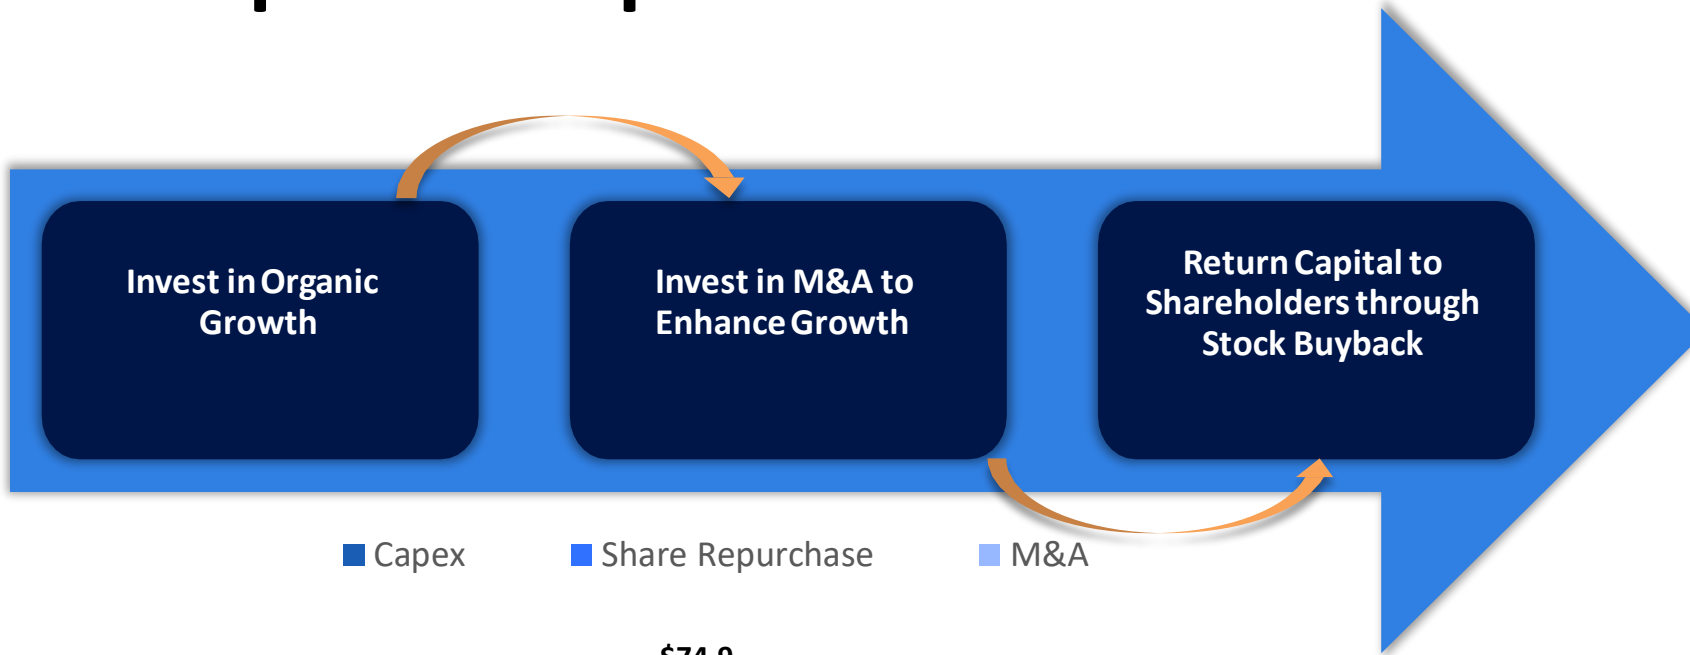 Invest in Organic
Growth
Invest in M&A to
Enhance Growth
Return Capital to
Shareholders through
Stock Buyback
Capex
Share Repurchase
M&A